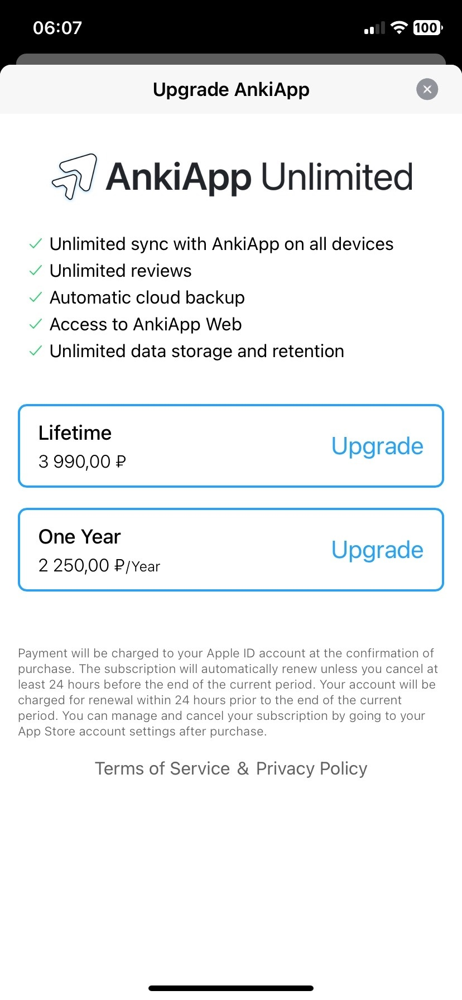 06:07
100
Upgrade AnkiApp
AnkiApp Unlimited
Unlimited sync with AnkiApp on all devices
Unlimited reviews
Automatic cloud backup
Access to AnkiApp Web
Unlimited data storage and retention
Lifetime
3 990,00 ₽
Upgrade
One Year
2 250,00 ₽/Year
Upgrade
Payment will be charged to your Apple ID account at the confirmation of
purchase. The subscription will automatically renew unless you cancel at
least 24 hours before the end of the current period. Your account will be
charged for renewal within 24 hours prior to the end of the current
period. You can manage and cancel your subscription by going to your
App Store account settings after purchase.
Terms of Service & Privacy Policy